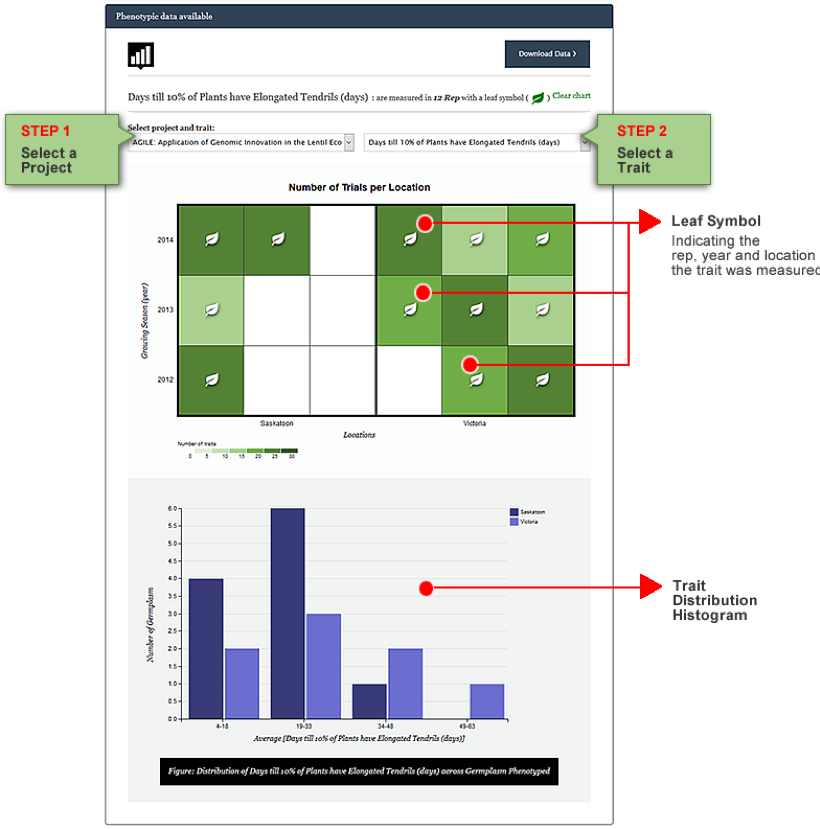 Phenotypic data available
Download Data ›
Days till 10% of Plants have Elongated Tendrils (days) : are measured in 12 Rep with a leaf symbol ( ) Clear chart
STEP 1
Select a
Project
Select project and trait:
AGILE: Application of Genomic Innovation in the Lentil Eco
Days till 10% of Plants have Elongated Tendrils (days)
STEP 2
Select a
Trait
Number of Trials per Location
Growing Season (year)
2014
2013
2012
Saskatoon
Victoria
Locations
Number of traits
0 5 10 15 20 25 30
Leaf Symbol
Indicating the
rep, year and location
the trait was measured
Number of Germplasm
6.0
5.5
5.0
4.5
4.0
3.5
3.0
2.5
2.0
1.5
1.0
0.5
0.0
Saskatoon
Victoria
4-18
19-33
34-48
49-63
Average [Days till 10% of Plants have Elongated Tendrils (days)]
Figure: Distribution of Days till 10% of Plants have Elongated Tendrils (days) across Germplasm Phenotyped
Trait
Distribution
Histogram